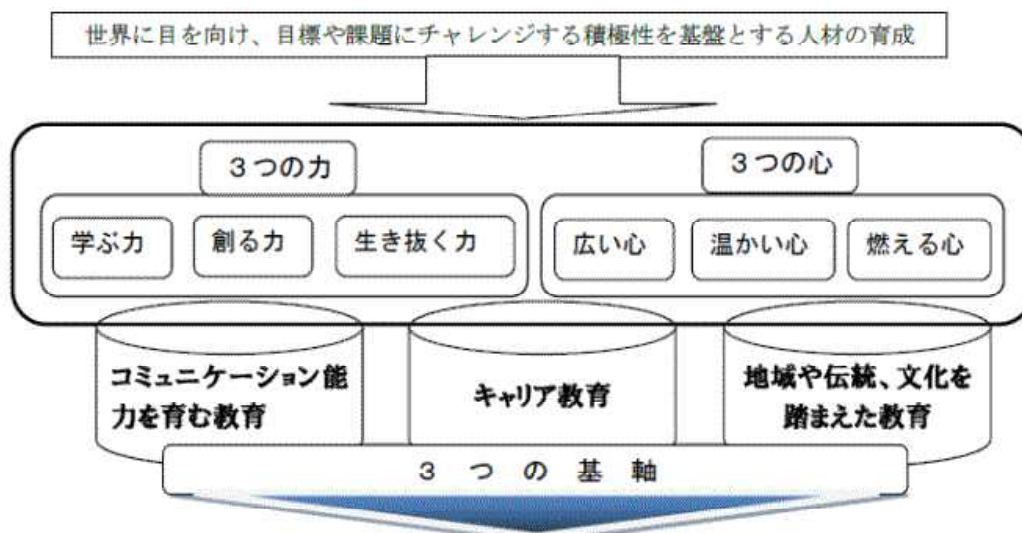 世界に目を向け、目標や課題にチャレンジする積極性を基盤とする人材の育成
３つの力
３つの心
学ぶ力
創る力
生き抜く力
広い心
温かい心
燃える心
コミュニケーション能
力を育む教育
キャリア教育
地域や伝統、文化を
踏まえた教育
３つの基軸